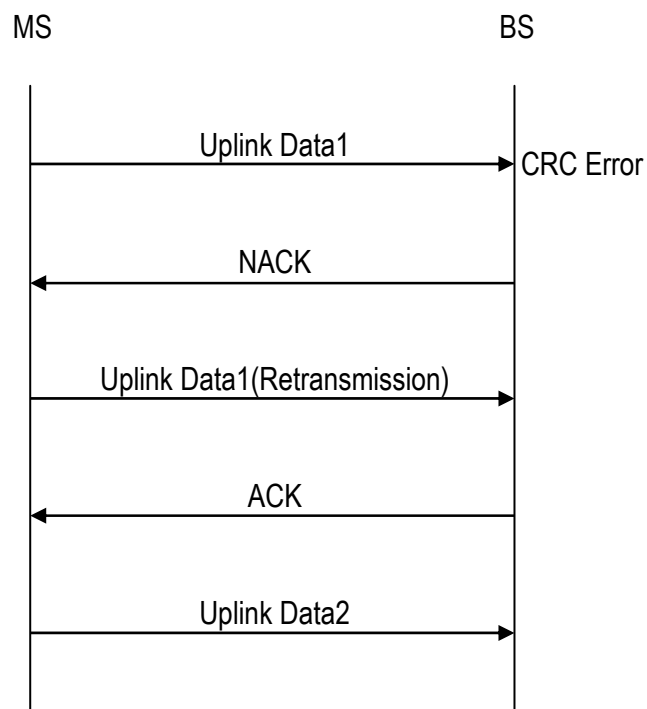 MS
BS
Uplink Data1
CRC Error
NACK
Uplink Data1(Retransmission)
ACK
Uplink Data2